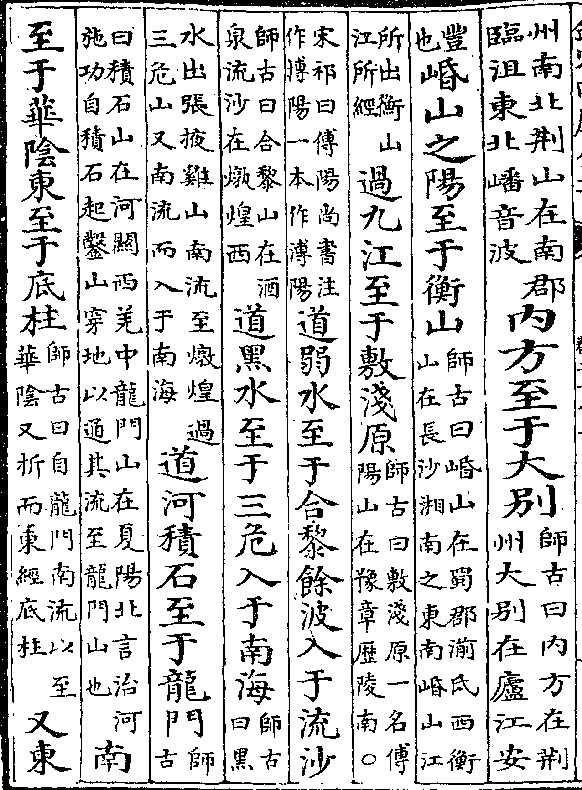 州南北荆山在南郡臨沮東北嶓音波內方至于大别師古曰内方在荆州大别在廬江安
豐也崏山之陽至于衡山師古曰崏山在蜀郡湔氐西衡山在長沙湘南之東南崏山江
所出衡山江所經過九江至于敷淺原師古曰敷淺原一名傅陽山在豫章歷陵南○
宋祁曰傅陽尚書注作搏陽一本作溥陽道弱水至于合黎餘波入于流沙
師古曰合黎山在酒泉流沙在燉煌西道黑水至于三危入于南海師古曰黑
水出張掖雞山南流至燉煌過三危山又南流而入于南海道河積石至于龍門師古
曰積石山在河關西羌中龍門山在夏陽北言治河施功自積石起鑿山穿地以通其流至龍門山也南
至于華陰東至于底柱師古曰自龍門南流以至華陰又折而東經底柱又東